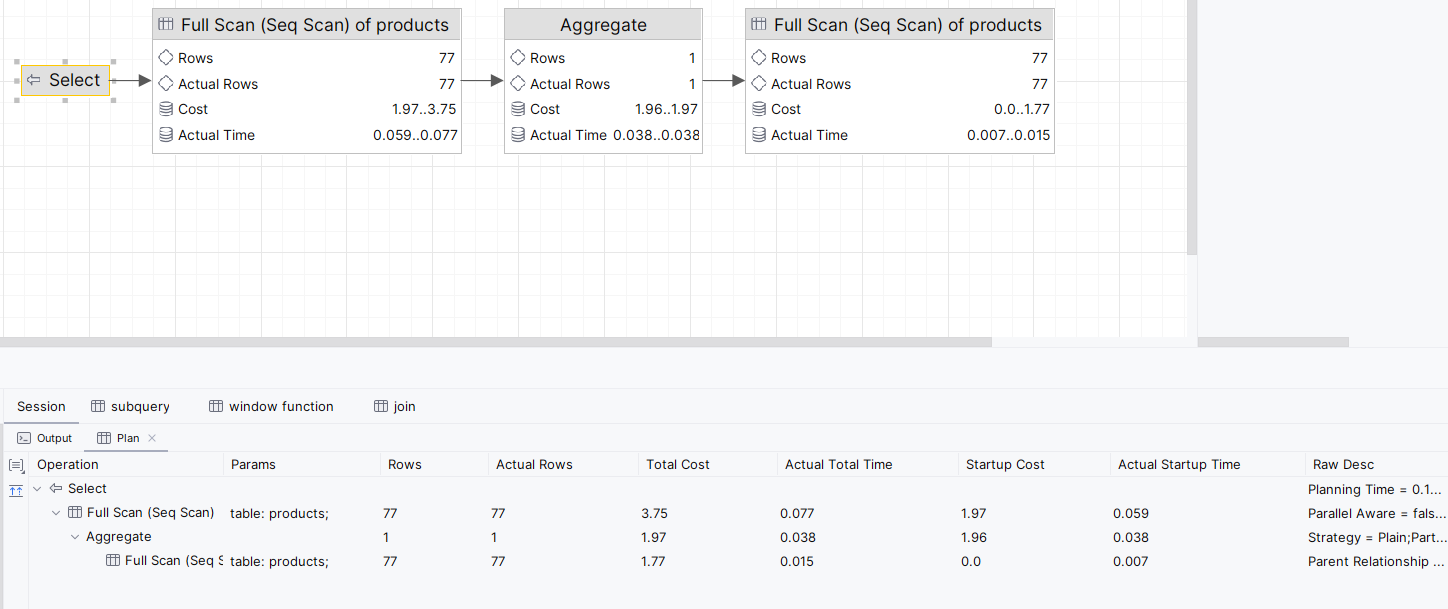 Select
Full Scan (Seq Scan) of products
Rows 77
Actual Rows 77
Cost 1.97..3.75
Actual Time 0.059..0.077
Aggregate
Rows 1
Actual Rows 1
Cost 1.96..1.97
Actual Time 0.038..0.038
Full Scan (Seq Scan) of products
Rows 77
Actual Rows 77
Cost 0.0..1.77
Actual Time 0.007..0.015
Session subquery window function join
Output Plan
Operation Params Rows Actual Rows Total Cost Actual Total Time Startup Cost Actual Startup Time Raw Desc
Select Planning Time = 0.1...
Full Scan (Seq Scan) table: products; 77 77 3.75 0.077 1.97 0.059 Parallel Aware = fals...
Aggregate 1 1 1.97 0.038 1.96 0.038 Strategy = Plain;Part...
Full Scan (Seq S table: products; 77 77 1.77 0.015 0.0 0.007 Parent Relationship ...